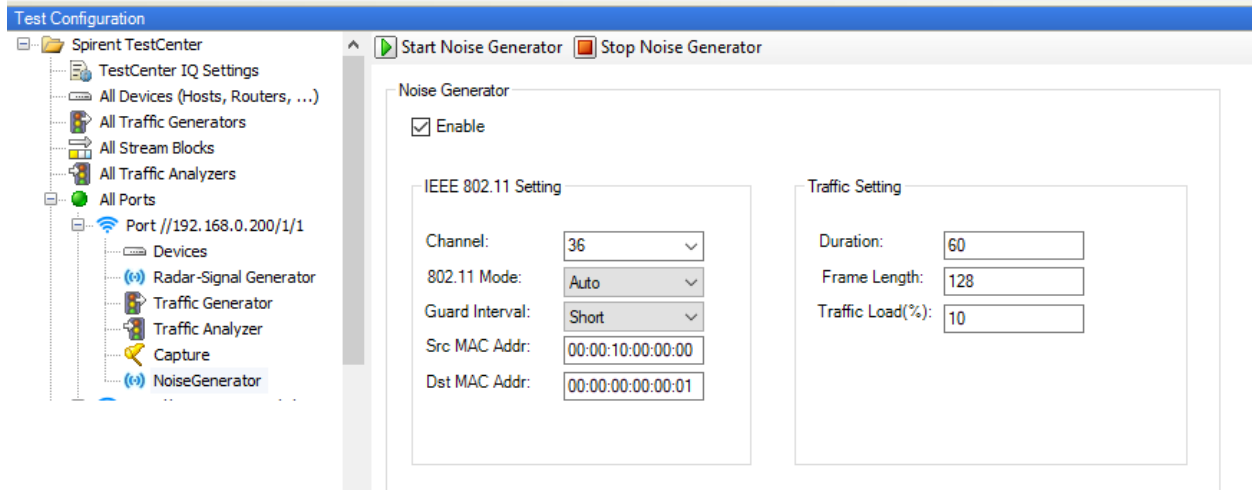 Test Configuration
Spirent TestCenter
TestCenter IQ Settings
All Devices (Hosts, Routers, ...)
All Traffic Generators
All Stream Blocks
All Traffic Analyzers
All Ports
Port //192.168.0.200/1/1
Devices
Radar-Signal Generator
Traffic Generator
Traffic Analyzer
Capture
NoiseGenerator
Start Noise Generator Stop Noise Generator
Noise Generator
Enable
IEEE 802.11 Setting
Channel: 36
802.11 Mode: Auto
Guard Interval: Short
Src MAC Addr: 00:00:10:00:00:00
Dst MAC Addr: 00:00:00:00:00:01
Traffic Setting
Duration: 60
Frame Length: 128
Traffic Load(%): 10